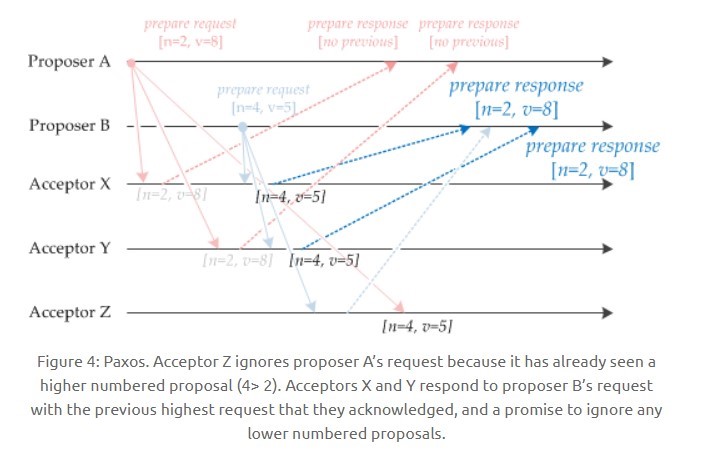 prepare request
[n=2, v=8]
prepare response
[no previous]
prepare response
[no previous]
Proposer A
prepare request
[n=4, v=5]
prepare response
[n=2, v=8]
Proposer B
prepare response
[n=2, v=8]
Acceptor X
[n=2, v=8]
[n=4, v=5]
Acceptor Y
[n=2, v=8]
[n=4, v=5]
Acceptor Z
[n=4, v=5]
Figure 4: Paxos. Acceptor Z ignores proposer A’s request because it has already seen a
higher numbered proposal (4> 2). Acceptors X and Y respond to proposer B’s request
with the previous highest request that they acknowledged, and a promise to ignore any
lower numbered proposals.